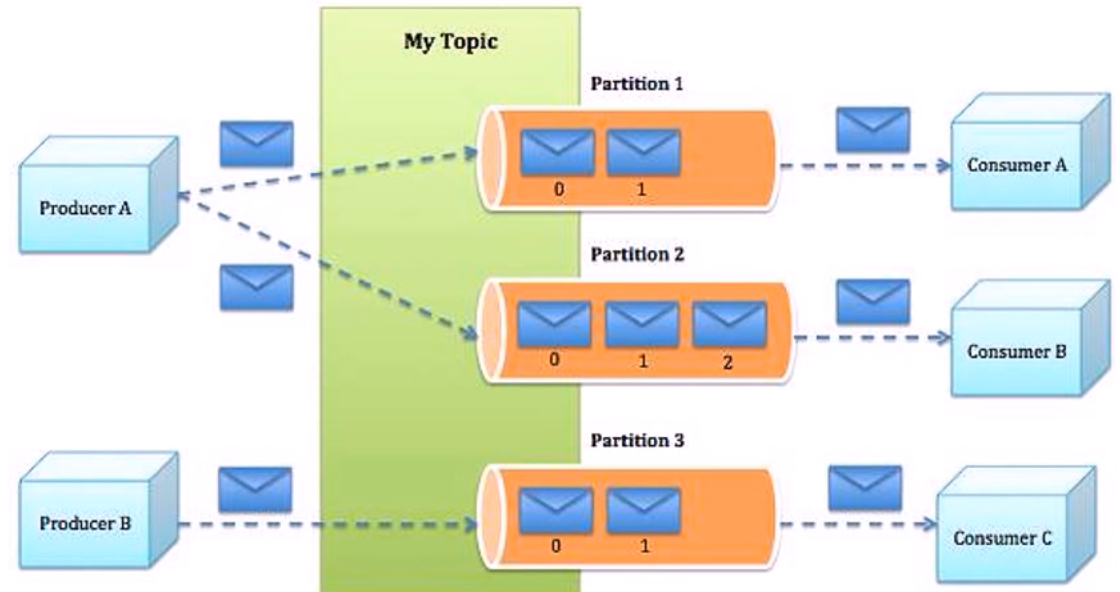 My Topic
Partition 1
Producer A
0 1
Consumer A
Partition 2
0 1 2
Consumer B
Partition 3
Producer B
0 1
Consumer C